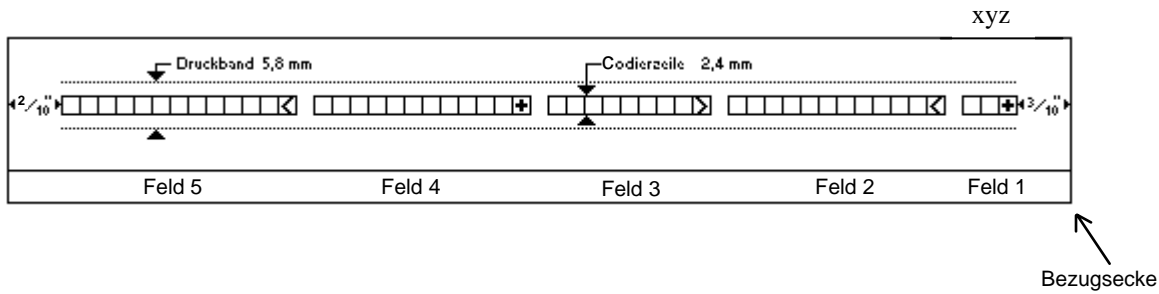 xyz
Druckband 5,8 mm Codierzeile 2,4 mm
2/10" < + > < + 3/10"
Feld 5 Feld 4 Feld 3 Feld 2 Feld 1
Bezugsecke